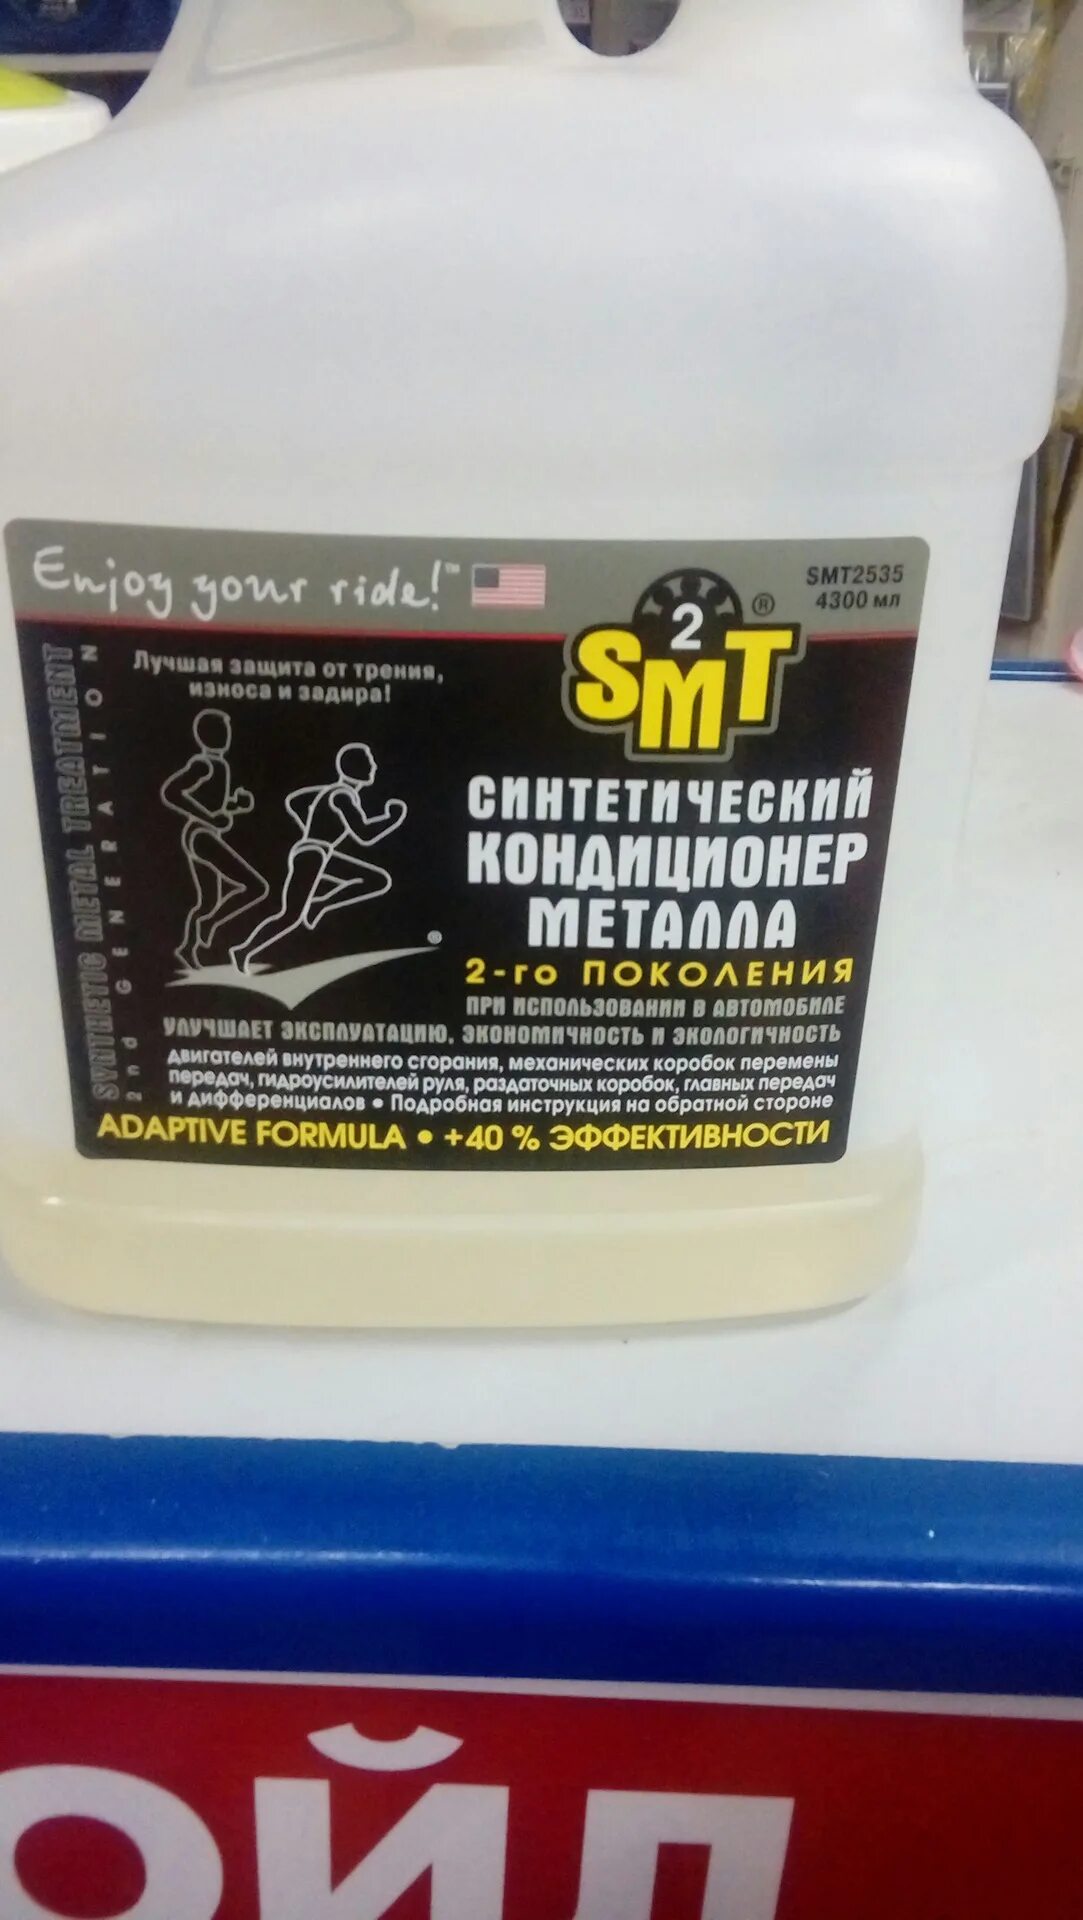 Enjoy your ride!™
SMT2535
4300 мл
2
SMT®
SYNTHETIC METAL TREATMENT
2nd GENERATION
Лучшая защита от трения,
износа и задира!
®
СИНТЕТИЧЕСКИЙ
КОНДИЦИОНЕР
МЕТАЛЛА
2-го ПОКОЛЕНИЯ
ПРИ ИСПОЛЬЗОВАНИИ В АВТОМОБИЛЕ
УЛУЧШАЕТ ЭКСПЛУАТАЦИЮ, ЭКОНОМИЧНОСТЬ И ЭКОЛОГИЧНОСТЬ
двигателей внутреннего сгорания, механических коробок перемены
передач, гидроусилителей руля, раздаточных коробок, главных передач
и дифференциалов • Подробная инструкция на обратной стороне
ADAPTIVE FORMULA • +40 % ЭФФЕКТИВНОСТИ
ОЙЛ